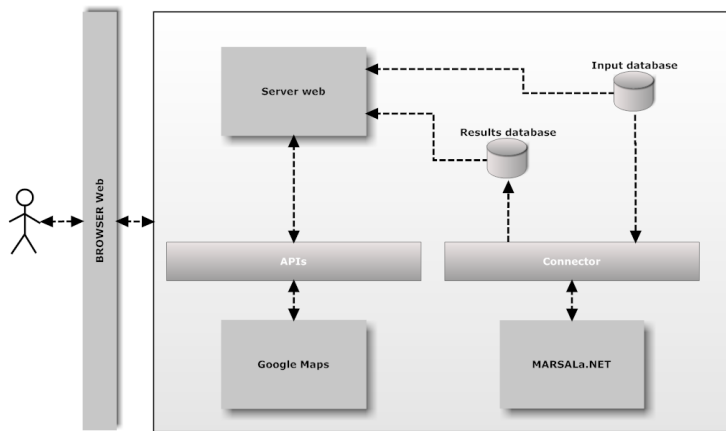 Input database
Server web
Results database
BROWSER Web
APIs
Connector
Google Maps
MARSALa.NET